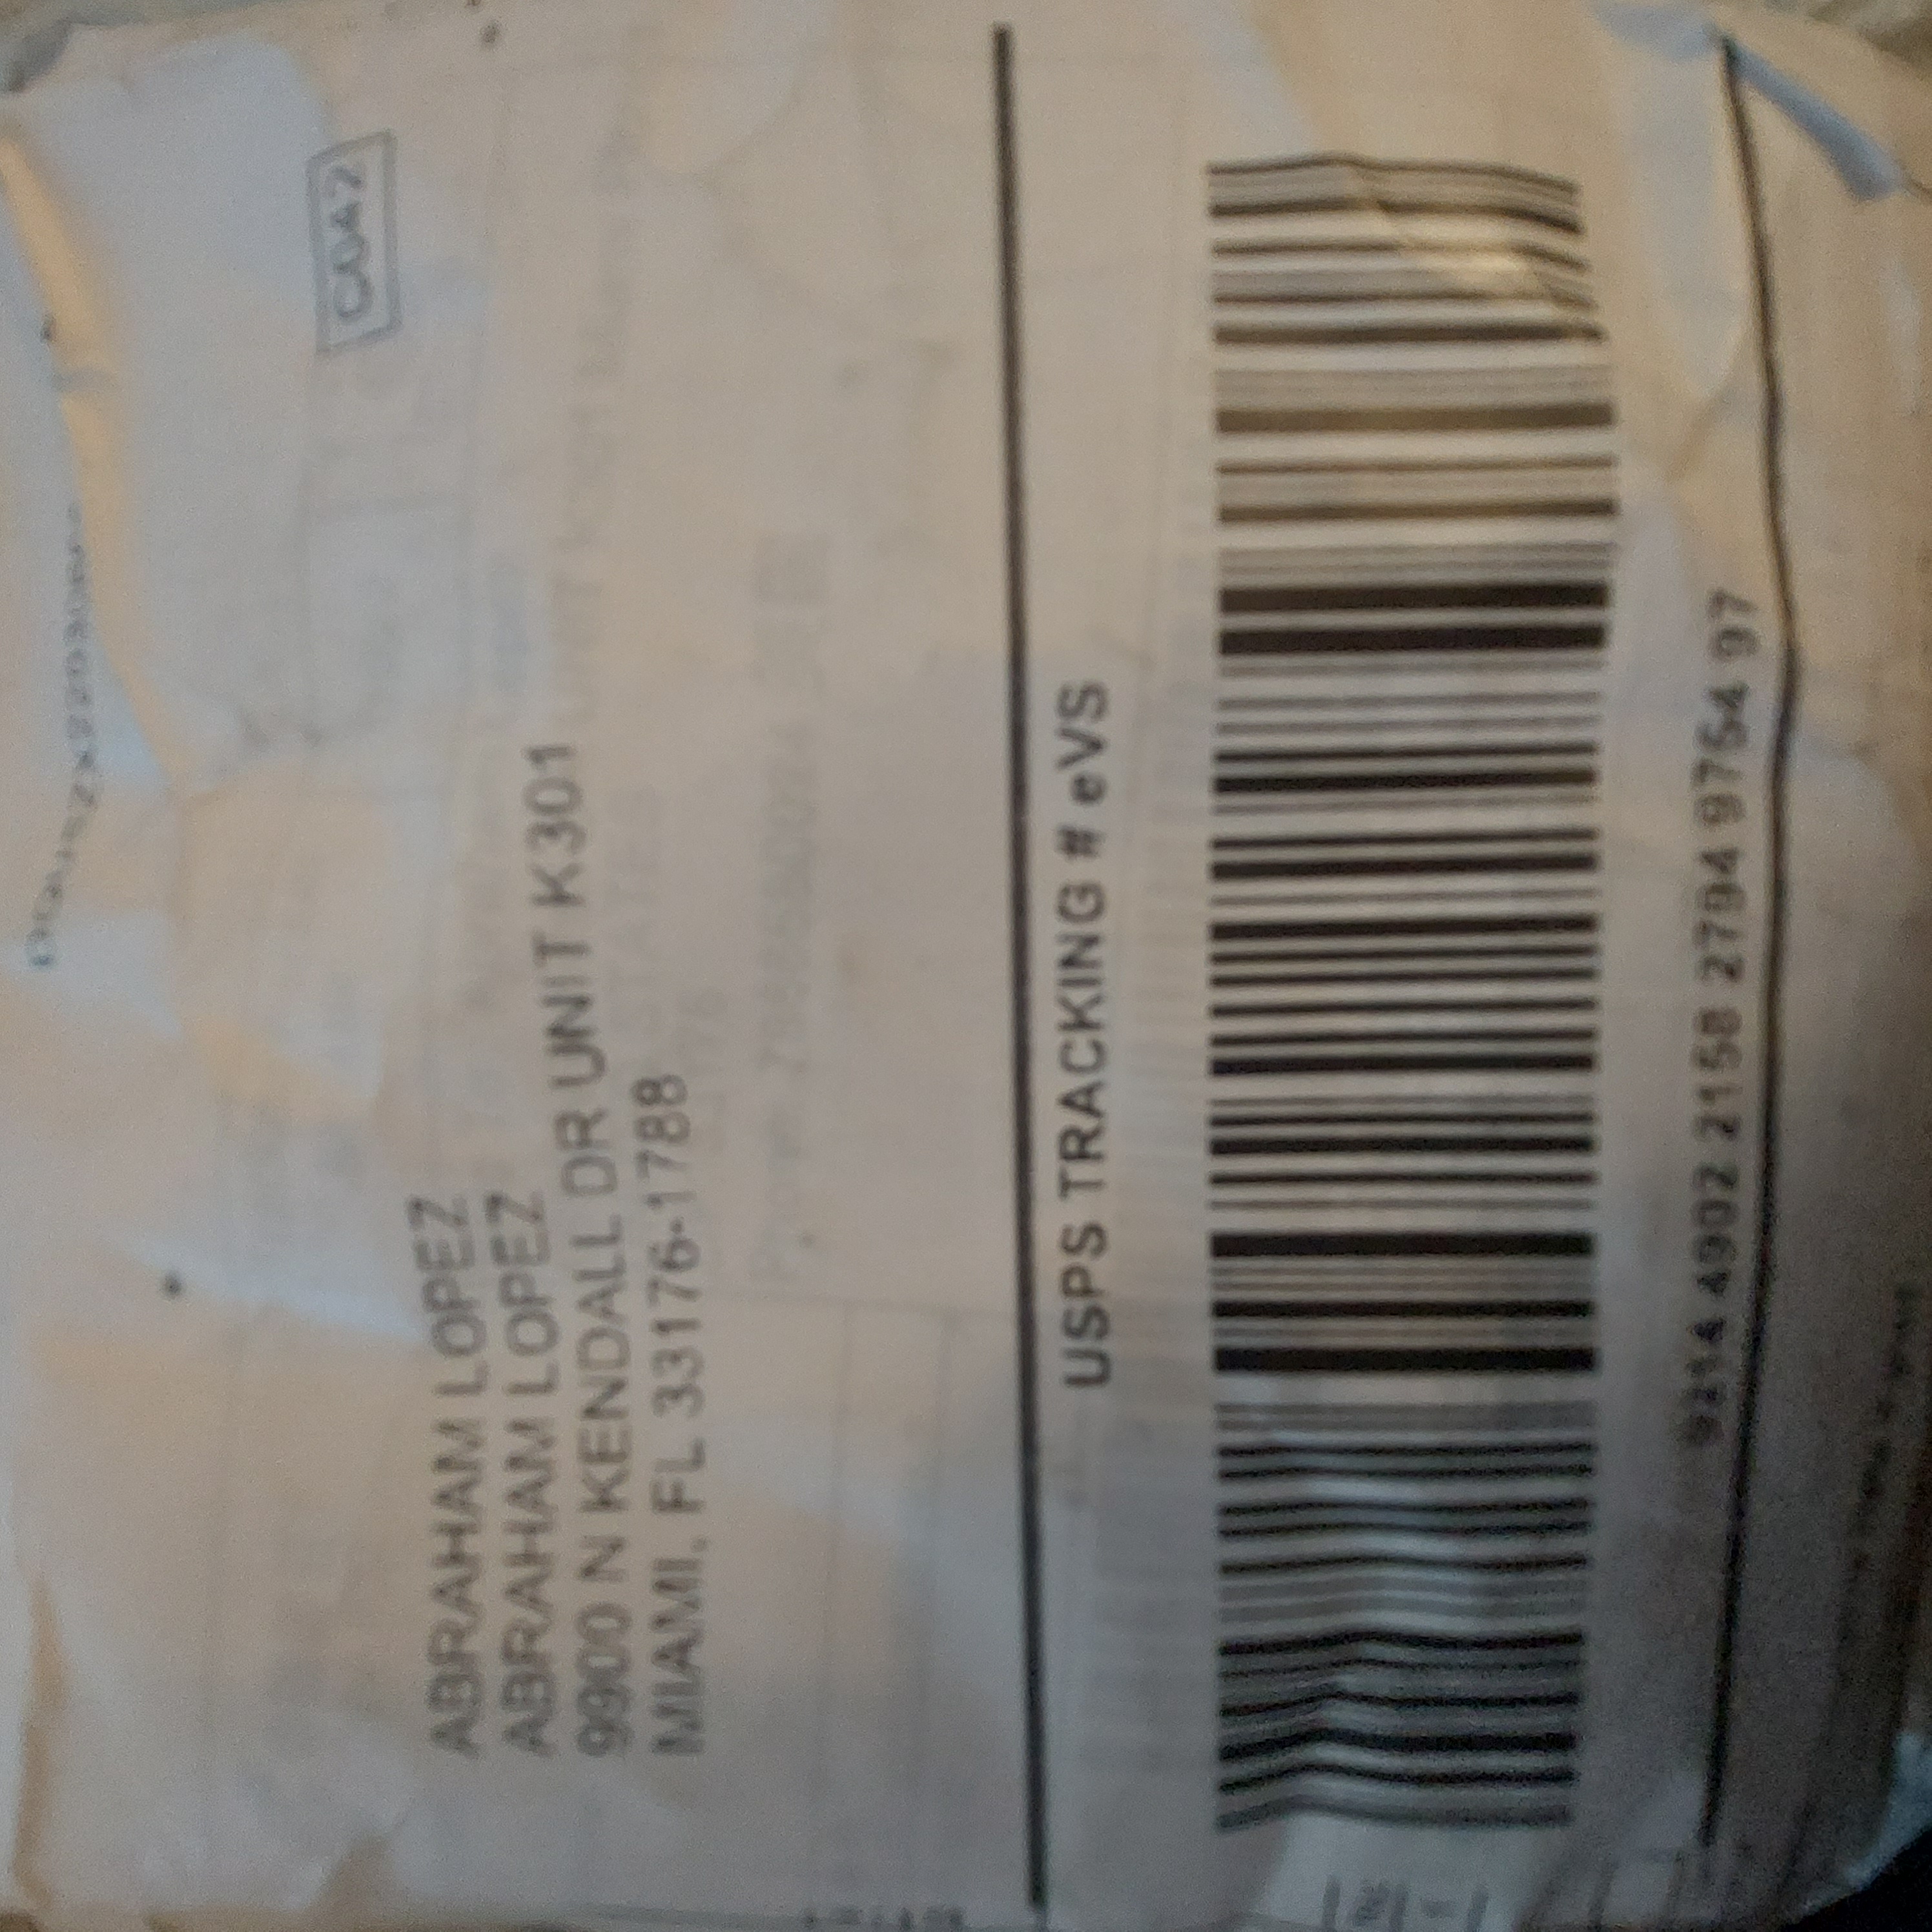 C042
ABRAHAM LOPEZ
ABRAHAM LOPEZ
9900 N KENDALL DR UNIT K301
MIAMI, FL 33176-1788
USPS TRACKING # eVS
9214 4902 2158 2794 9754 97